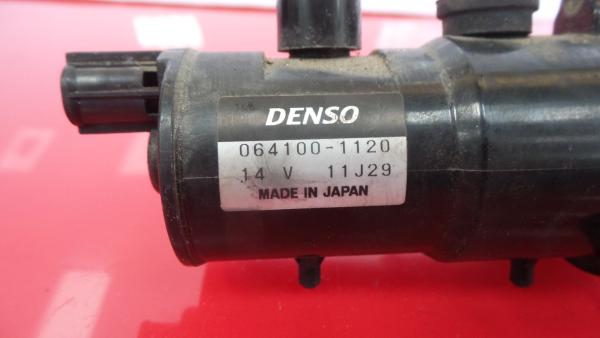 DENSO
064100-1120
14 V 11J29
MADE IN JAPAN